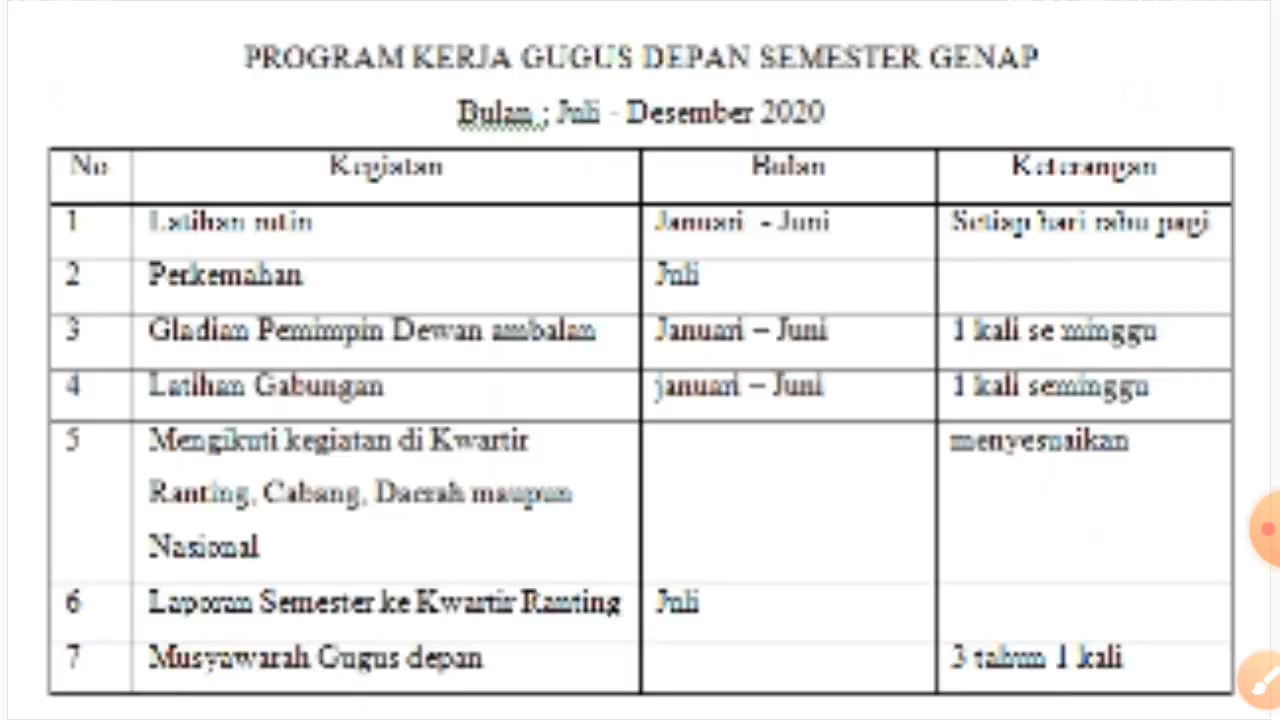 PROGRAM KERJA GUGUS DEPAN SEMESTER GENAP
Bulan ; Juli - Desember 2020
No Kegiatan Bulan Keterangan
1 Latihan rutin Januari - Juni Setiap hari rabu pagi
2 Perkemahan Juli
3 Gladian Pemimpin Dewan ambalan Januari – Juni 1 kali se minggu
4 Latihan Gabungan januari – Juni 1 kali seminggu
5 Mengikuti kegiatan di Kwartir menyesuaikan
Ranting, Cabang, Daerah maupun
Nasional
6 Laporan Semester ke Kwartir Ranting Juli
7 Musyawarah Gugus depan 3 tahun 1 kali